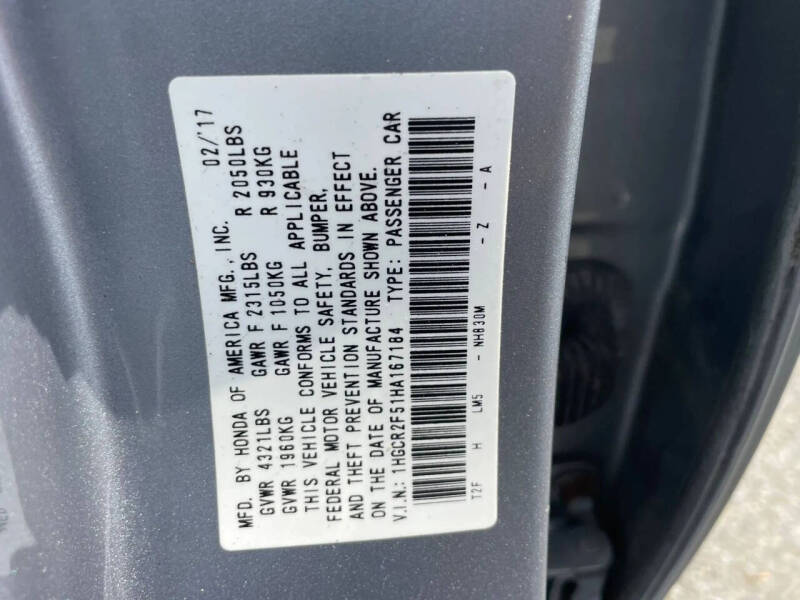 MFD. BY HONDA OF AMERICA MFG., INC. 02/'17
GVWR 4321LBS GAWR F 2315LBS R 2050LBS
GVWR 1960KG GAWR F 1050KG R 930KG
THIS VEHICLE CONFORMS TO ALL APPLICABLE
FEDERAL MOTOR VEHICLE SAFETY, BUMPER,
AND THEFT PREVENTION STANDARDS IN EFFECT
ON THE DATE OF MANUFACTURE SHOWN ABOVE.
V.I.N.: 1HGCR2F51HA167184 TYPE: PASSENGER CAR
T2F H LM5 - NH830M - Z - A